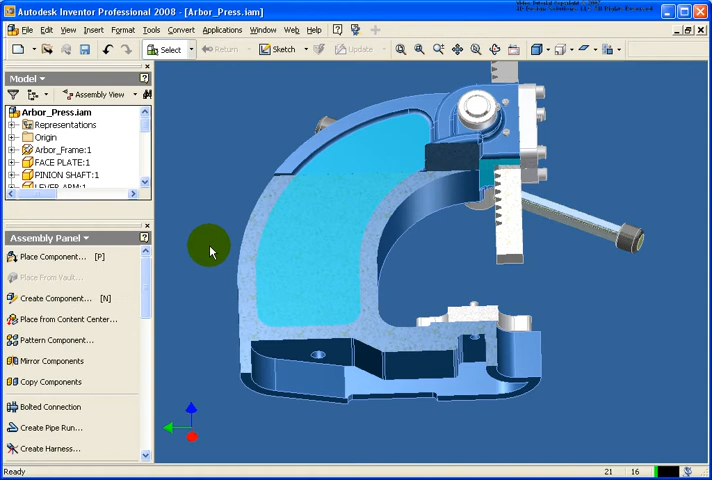 Autodesk Inventor Professional 2008 - [Arbor_Press.iam]
File Edit View Insert Format Tools Convert Applications Window Web Help
Select Return Sketch Update
Model
Assembly View
Arbor_Press.iam
Representations
Origin
Arbor_Frame:1
FACE PLATE:1
PINION SHAFT:1
LEVER ARM:1
Assembly Panel
Place Component... [P]
Place From Vault...
Create Component... [N]
Place from Content Center...
Pattern Component...
Mirror Components
Copy Components
Bolted Connection
Create Pipe Run...
Create Harness...
Ready
21 16